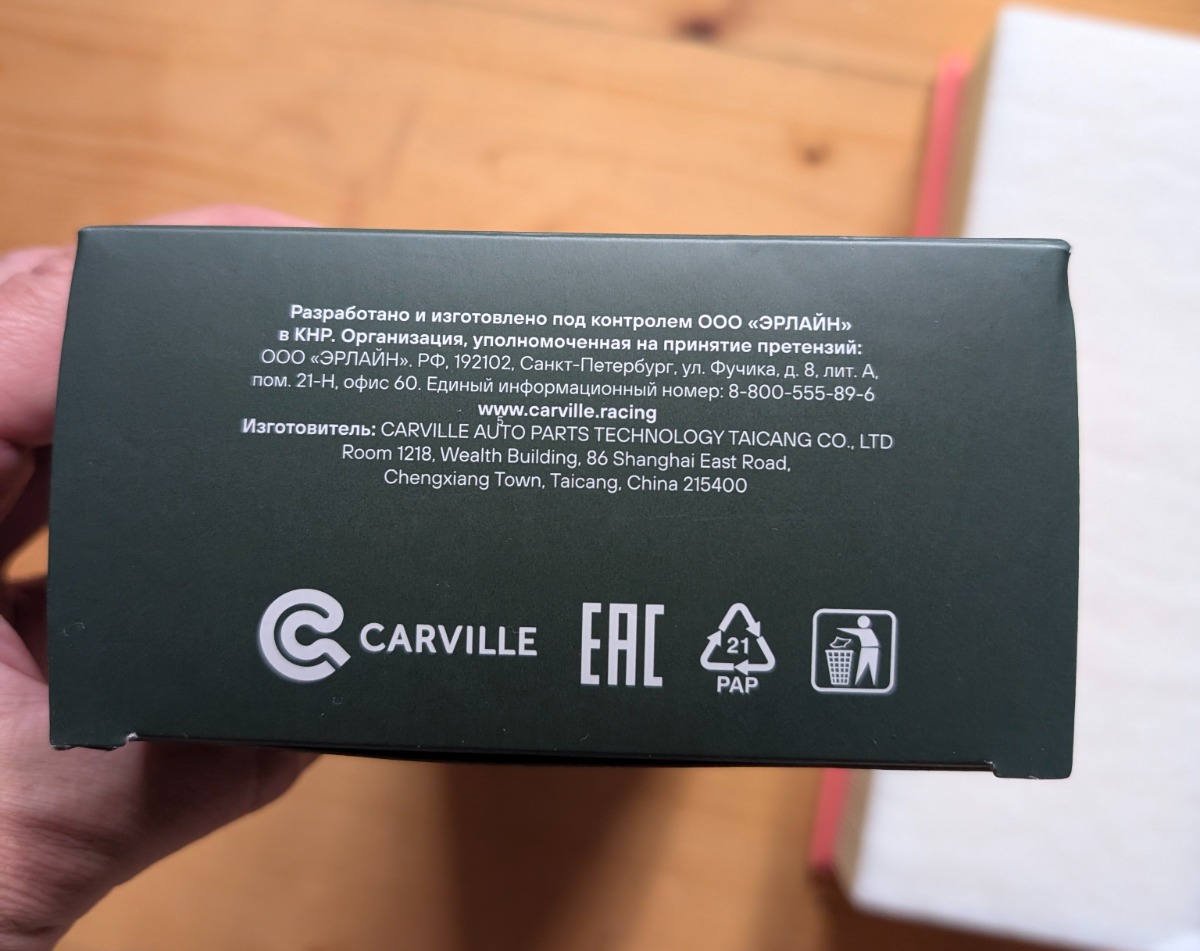 Разработано и изготовлено под контролем ООО «ЭРЛАЙН»
в КНР. Организация, уполномоченная на принятие претензий:
ООО «ЭРЛАЙН». РФ, 192102, Санкт-Петербург, ул. Фучика, д. 8, лит. А,
пом. 21-Н, офис 60. Единый информационный номер: 8-800-555-89-6
www.carville.racing
5
Изготовитель: CARVILLE AUTO PARTS TECHNOLOGY TAICANG CO., LTD
Room 1218, Wealth Building, 86 Shanghai East Road,
Chengxiang Town, Taicang, China 215400
CARVILLE
EAC
21
PAP